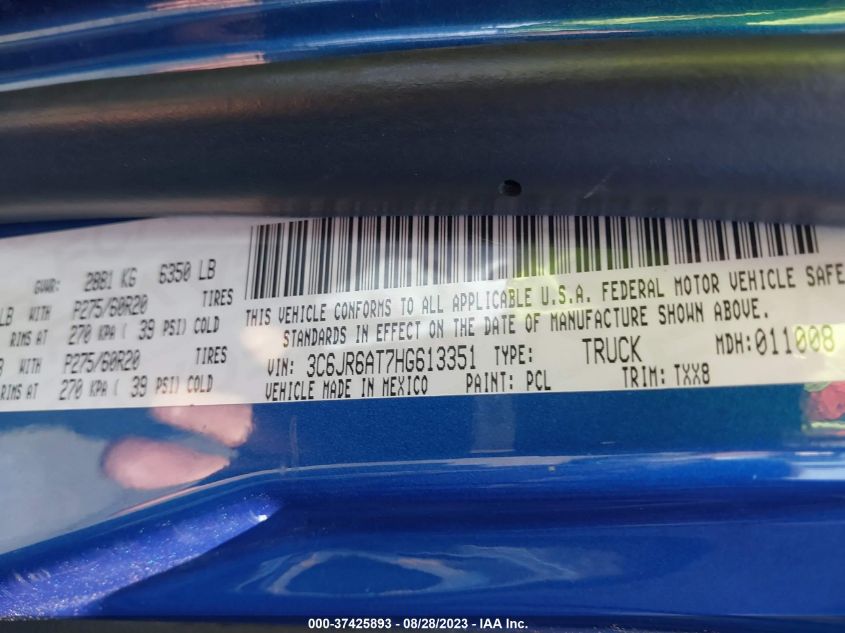 GVWR: 2881 KG 6350 LB
LB WITH P275/60R20 TIRES
RIMS AT 270 KPA ( 39 PSI) COLD
WITH P275/60R20 TIRES
RIMS AT 270 KPA ( 39 PSI) COLD
THIS VEHICLE CONFORMS TO ALL APPLICABLE U.S.A. FEDERAL MOTOR VEHICLE SAFE
STANDARDS IN EFFECT ON THE DATE OF MANUFACTURE SHOWN ABOVE.
VIN: 3C6JR6AT7HG613351 TYPE: TRUCK MDH:011008
VEHICLE MADE IN MEXICO PAINT: PCL TRIM: TXX8
000-37425893 - 08/28/2023 - IAA Inc.